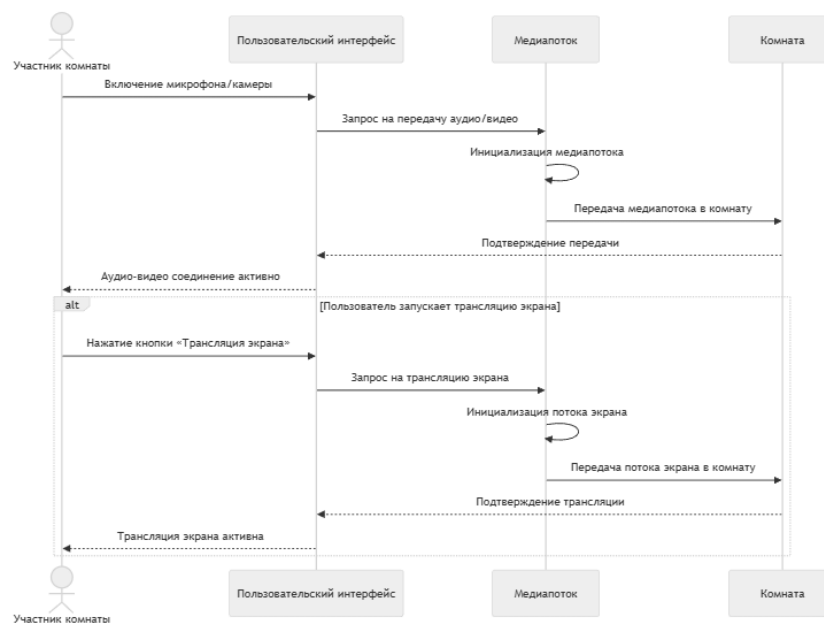 Пользовательский интерфейс
Медиапоток
Комната
Участник комнаты
Включение микрофона/камеры
Запрос на передачу аудио/видео
Инициализация медиапотока
Передача медиапотока в комнату
Подтверждение передачи
Аудио-видео соединение активно
alt
[Пользователь запускает трансляцию экрана]
Нажатие кнопки «Трансляция экрана»
Запрос на трансляцию экрана
Инициализация потока экрана
Передача потока экрана в комнату
Подтверждение трансляции
Трансляция экрана активна
Пользовательский интерфейс
Медиапоток
Комната
Участник комнаты